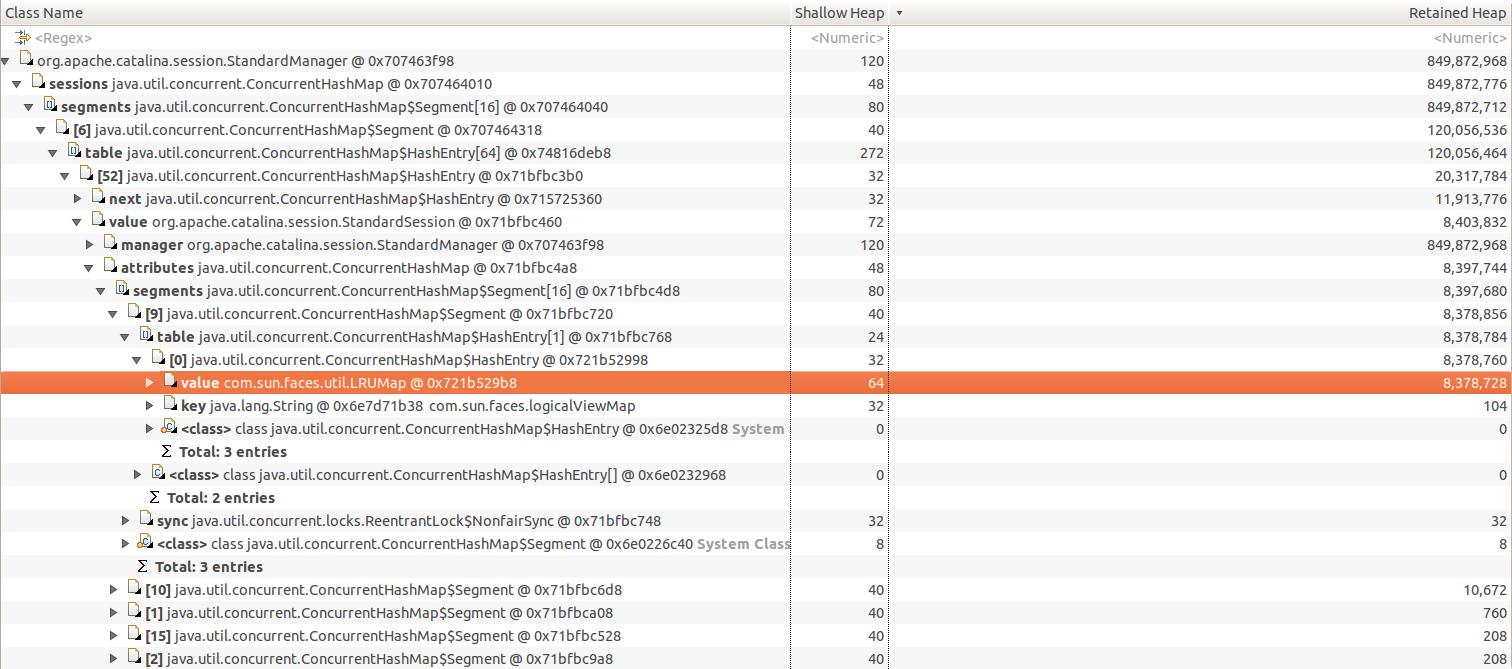 Class Name Shallow Heap Retained Heap
<Regex> <Numeric> <Numeric>
org.apache.catalina.session.StandardManager @ 0x707463f98 120 849,872,968
sessions java.util.concurrent.ConcurrentHashMap @ 0x707464010 48 849,872,776
segments java.util.concurrent.ConcurrentHashMap$Segment[16] @ 0x707464040 80 849,872,712
[6] java.util.concurrent.ConcurrentHashMap$Segment @ 0x707464318 40 120,056,536
table java.util.concurrent.ConcurrentHashMap$HashEntry[64] @ 0x74816deb8 272 120,056,464
[52] java.util.concurrent.ConcurrentHashMap$HashEntry @ 0x71bfbc3b0 32 20,317,784
next java.util.concurrent.ConcurrentHashMap$HashEntry @ 0x715725360 32 11,913,776
value org.apache.catalina.session.StandardSession @ 0x71bfbc460 72 8,403,832
manager org.apache.catalina.session.StandardManager @ 0x707463f98 120 849,872,968
attributes java.util.concurrent.ConcurrentHashMap @ 0x71bfbc4a8 48 8,397,744
segments java.util.concurrent.ConcurrentHashMap$Segment[16] @ 0x71bfbc4d8 80 8,397,680
[9] java.util.concurrent.ConcurrentHashMap$Segment @ 0x71bfbc720 40 8,378,856
table java.util.concurrent.ConcurrentHashMap$HashEntry[1] @ 0x71bfbc768 24 8,378,784
[0] java.util.concurrent.ConcurrentHashMap$HashEntry @ 0x721b52998 32 8,378,760
value com.sun.faces.util.LRUMap @ 0x721b529b8 64 8,378,728
key java.lang.String @ 0x6e7d71b38 com.sun.faces.logicalViewMap 32 104
<class> class java.util.concurrent.ConcurrentHashMap$HashEntry @ 0x6e02325d8 System 0 0
Σ Total: 3 entries
<class> class java.util.concurrent.ConcurrentHashMap$HashEntry[] @ 0x6e0232968 0 0
Σ Total: 2 entries
sync java.util.concurrent.locks.ReentrantLock$NonfairSync @ 0x71bfbc748 32 32
<class> class java.util.concurrent.ConcurrentHashMap$Segment @ 0x6e0226c40 System Class 8 8
Σ Total: 3 entries
[10] java.util.concurrent.ConcurrentHashMap$Segment @ 0x71bfbc6d8 40 10,672
[1] java.util.concurrent.ConcurrentHashMap$Segment @ 0x71bfbca08 40 760
[15] java.util.concurrent.ConcurrentHashMap$Segment @ 0x71bfbc528 40 208
[2] java.util.concurrent.ConcurrentHashMap$Segment @ 0x71bfbc9a8 40 208